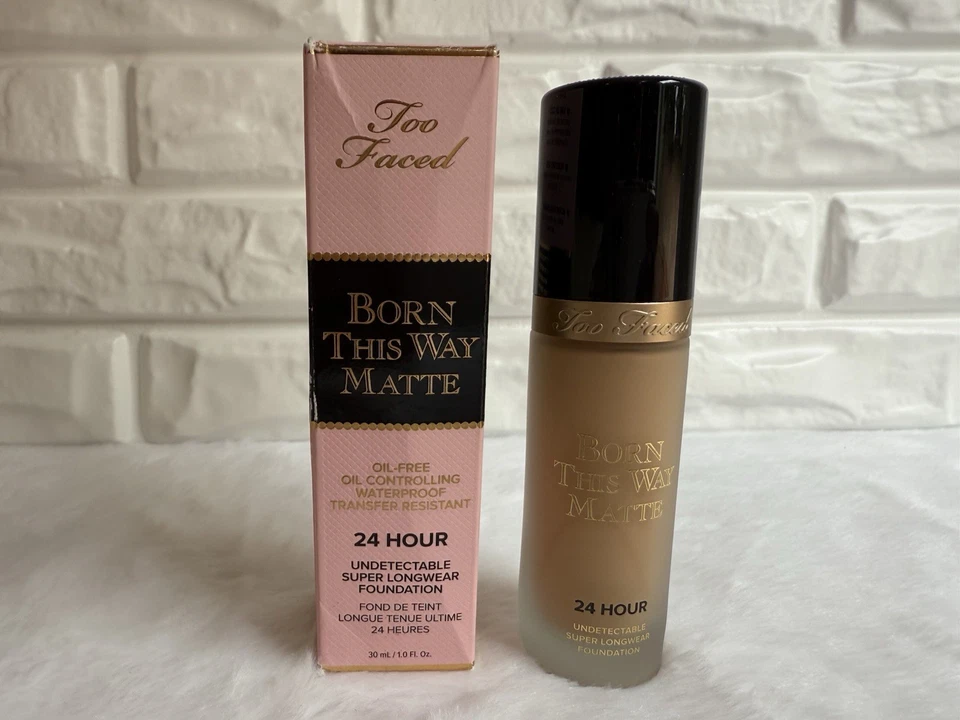 Too
Faced
BORN
THIS WAY
MATTE
OIL-FREE
OIL CONTROLLING
WATERPROOF
TRANSFER RESISTANT
24 HOUR
UNDETECTABLE
SUPER LONGWEAR
FOUNDATION
FOND DE TEINT
LONGUE TENUE ULTIME
24 HEURES
30 mL / 1.0 Fl. Oz.
Too Faced
BORN
THIS WAY
MATTE
24 HOUR
UNDETECTABLE
SUPER LONGWEAR
FOUNDATION